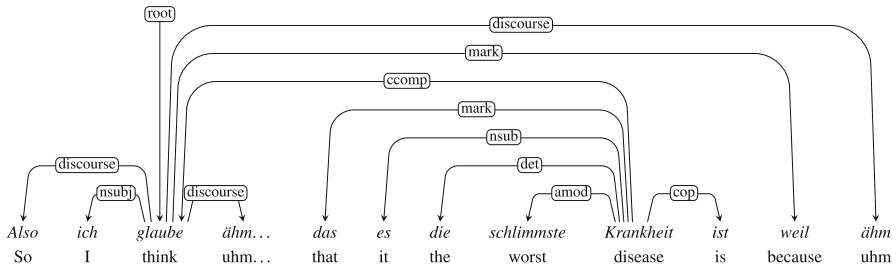 root
discourse
mark
ccomp
mark
nsub
discourse det
nsubj discourse amod cop
Also ich glaube ähm... das es die schlimmste Krankheit ist weil ähm
So I think uhm... that it the worst disease is because uhm